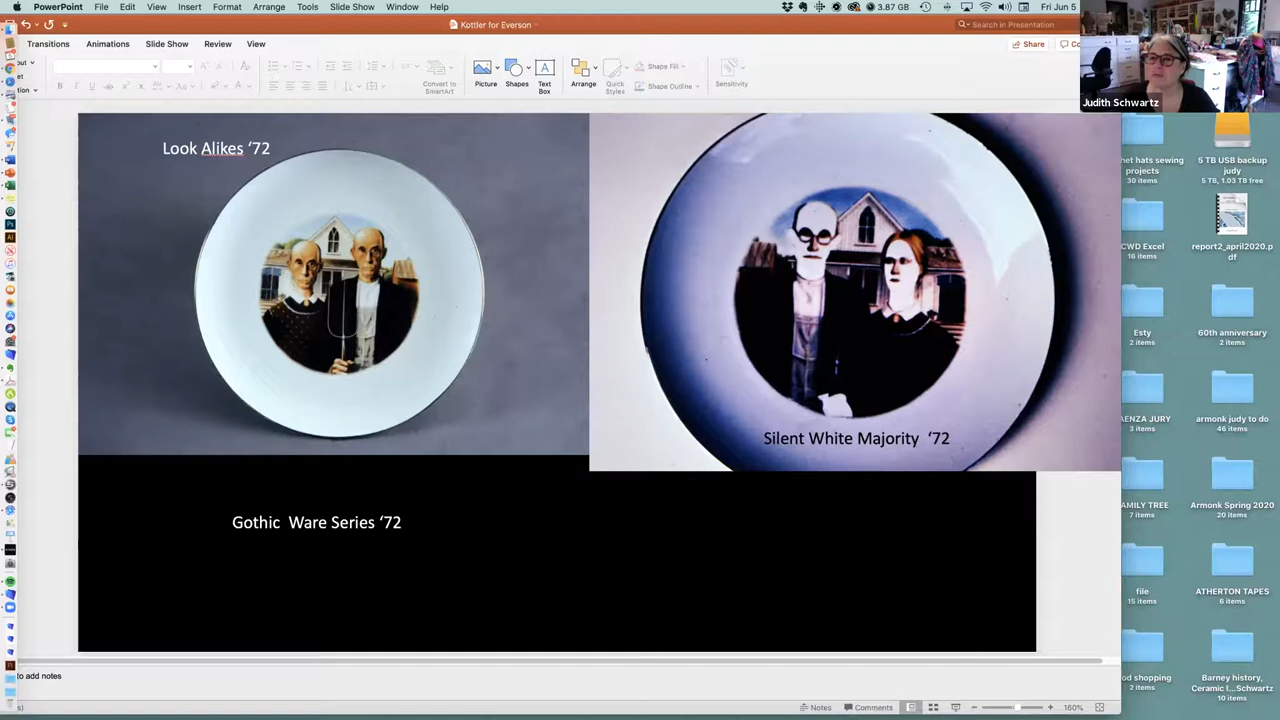 PowerPoint File Edit View Insert Format Arrange Tools Slide Show Window Help
3.87 GB Fri Jun 5
Kottler for Everson
Search in Presentation
Transitions Animations Slide Show Review View
Share
Convert to SmartArt
Picture
Shapes
Text Box
Arrange
Quick Styles
Shape Fill
Shape Outline
Sensitivity
Judith Schwartz
Look Alikes ‘72
Silent White Majority ‘72
Gothic Ware Series ‘72
to add notes
Notes
Comments
160%
het hats sewing projects
30 items
5 TB USB backup judy
5 TB, 1.03 TB free
CWD Excel
16 items
report2_april2020.pdf
Esty
2 items
60th anniversary
2 items
AENZA JURY
3 items
armonk judy to do
46 items
AMILY TREE
7 items
Armonk Spring 2020
20 items
file
15 items
ATHERTON TAPES
6 items
od shopping
2 items
Barney history, Ceramic I...Schwartz
10 items